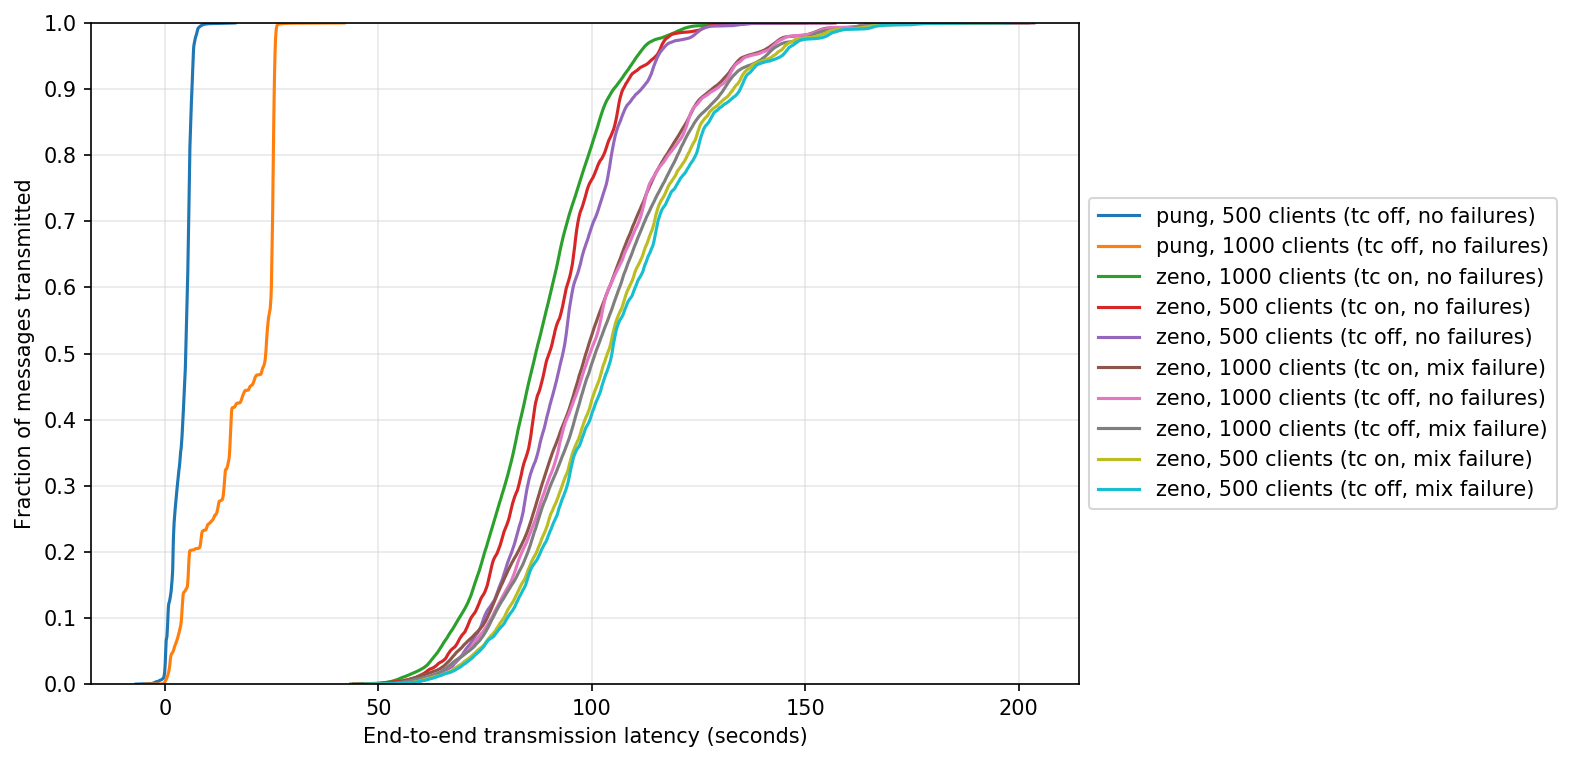 1.0
0.9
0.8
0.7
0.6
0.5
0.4
0.3
0.2
0.1
0.0
Fraction of messages transmitted
0 50 100 150 200
End-to-end transmission latency (seconds)
pung, 500 clients (tc off, no failures)
pung, 1000 clients (tc off, no failures)
zeno, 1000 clients (tc on, no failures)
zeno, 500 clients (tc on, no failures)
zeno, 500 clients (tc off, no failures)
zeno, 1000 clients (tc on, mix failure)
zeno, 1000 clients (tc off, no failures)
zeno, 1000 clients (tc off, mix failure)
zeno, 500 clients (tc on, mix failure)
zeno, 500 clients (tc off, mix failure)